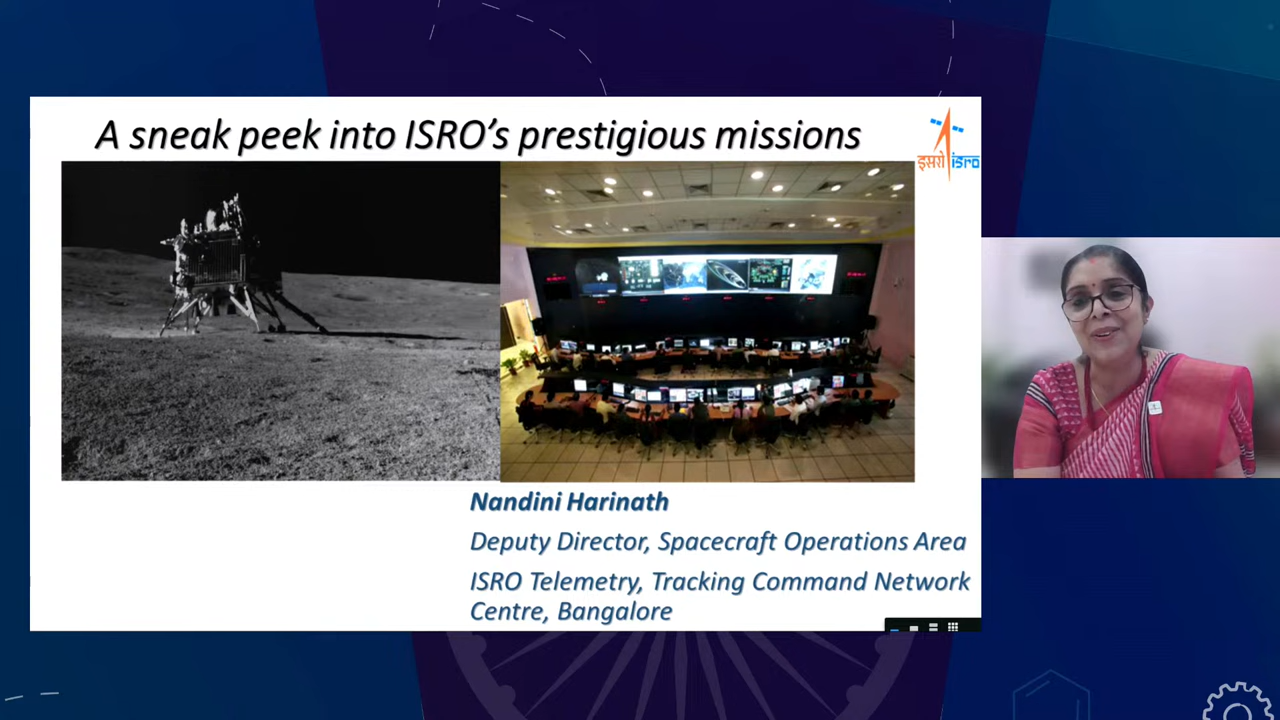 A sneak peek into ISRO's prestigious missions
इसरो isro
Nandini Harinath
Deputy Director, Spacecraft Operations Area
ISRO Telemetry, Tracking Command Network
Centre, Bangalore